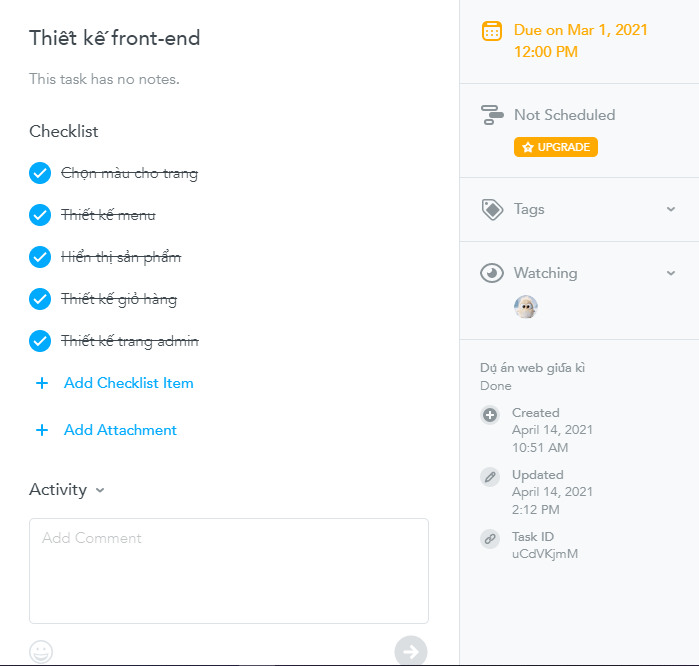 Thiết kế front-end
This task has no notes.
Checklist
Chọn màu cho trang
Thiết kế menu
Hiển thị sản phẩm
Thiết kế giỏ hàng
Thiết kế trang admin
Add Checklist Item
Add Attachment
Activity
Add Comment
Due on Mar 1, 2021
12:00 PM
Not Scheduled
UPGRADE
Tags
Watching
Dự án web giữa kì
Done
Created
April 14, 2021
10:51 AM
Updated
April 14, 2021
2:12 PM
Task ID
uCdVKjmM